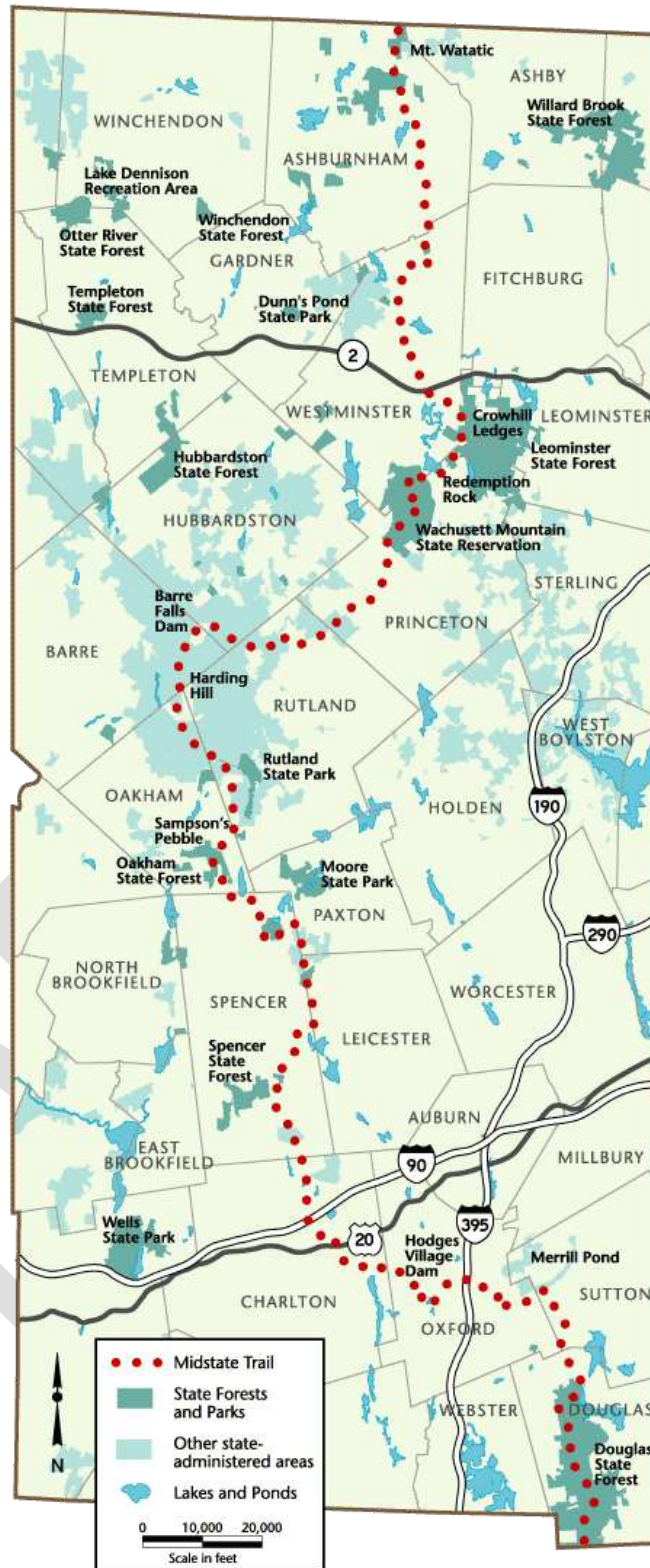 Mt. Watatic
ASHBY
WINCHENDON
Willard Brook
State Forest
ASHBURNHAM
Lake Dennison
Recreation Area
Otter River
State Forest
Winchendon
State Forest
GARDNER
FITCHBURG
Templeton
State Forest
Dunn's Pond
State Park
2
TEMPLETON
WESTMINSTER
Crowhill
Ledges
LEOMINSTER
Leominster
State Forest
Hubbardston
State Forest
Redemption
Rock
HUBBARDSTON
Wachusett Mountain
State Reservation
STERLING
Barre
Falls
Dam
PRINCETON
BARRE
Harding
Hill
RUTLAND
WEST
BOYLSTON
Rutland
State Park
OAKHAM
HOLDEN
190
Sampson's
Pebble
Oakham
State Forest
Moore
State Park
PAXTON
290
NORTH
BROOKFIELD
WORCESTER
SPENCER
LEICESTER
Spencer
State
Forest
AUBURN
EAST
BROOKFIELD
90
MILLBURY
Wells
State Park
20
395
Hodges
Village
Dam
Merrill Pond
CHARLTON
SUTTON
OXFORD
WEBSTER
DOUGLAS
Douglas
State
Forest
Midstate Trail
State Forests
and Parks
Other state-
administered areas
Lakes and Ponds
N
0 10,000 20,000
Scale in feet